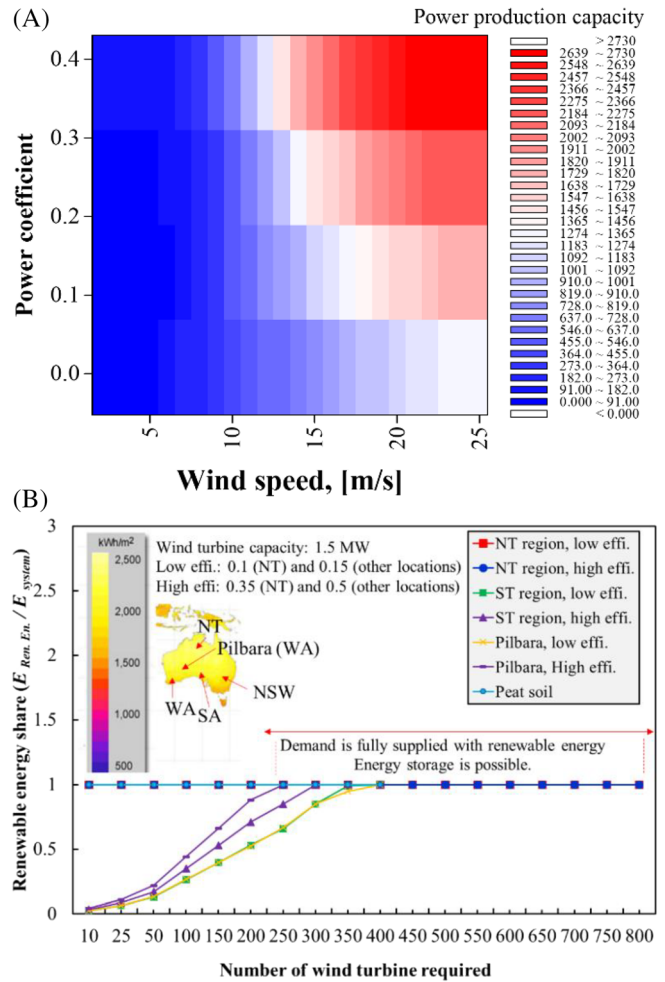 (A)
Power production capacity
> 2730
2639 ~ 2730
2548 ~ 2639
2457 ~ 2548
2366 ~ 2457
2275 ~ 2366
2184 ~ 2275
2093 ~ 2184
2002 ~ 2093
1911 ~ 2002
1820 ~ 1911
1729 ~ 1820
1638 ~ 1729
1547 ~ 1638
1456 ~ 1547
1365 ~ 1456
1274 ~ 1365
1183 ~ 1274
1092 ~ 1183
1001 ~ 1092
910.0 ~ 1001
819.0 ~ 910.0
728.0 ~ 819.0
637.0 ~ 728.0
546.0 ~ 637.0
455.0 ~ 546.0
364.0 ~ 455.0
273.0 ~ 364.0
182.0 ~ 273.0
91.00 ~ 182.0
0.000 ~ 91.00
< 0.000
Power coefficient
0.4
0.3
0.2
0.1
0.0
5
10
15
20
25
Wind speed, [m/s]
(B)
Renewable energy share (E Ren. En. / E system)
3
2.5
2
1.5
1
0.5
0
kWh/m²
2,500
2,000
1,500
1,000
500
Wind turbine capacity: 1.5 MW
Low effi.: 0.1 (NT) and 0.15 (other locations)
High effi: 0.35 (NT) and 0.5 (other locations)
NT
Pilbara (WA)
NSW
WA
SA
NT region, low effi.
NT region, high effi.
ST region, low effi.
ST region, high effi.
Pilbara, low effi.
Pilbara, High effi.
Peat soil
Demand is fully supplied with renewable energy
Energy storage is possible.
10 25 50 100 150 200 250 300 350 400 450 500 550 600 650 700 750 800
Number of wind turbine required